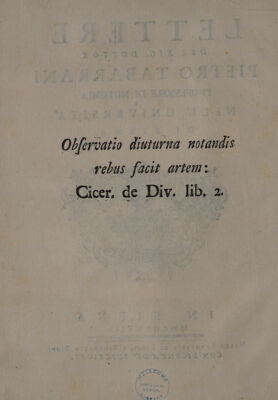 Obſervatio diuturna notandis
rebus facit artem:
Cicer. de Div. lib. 2.